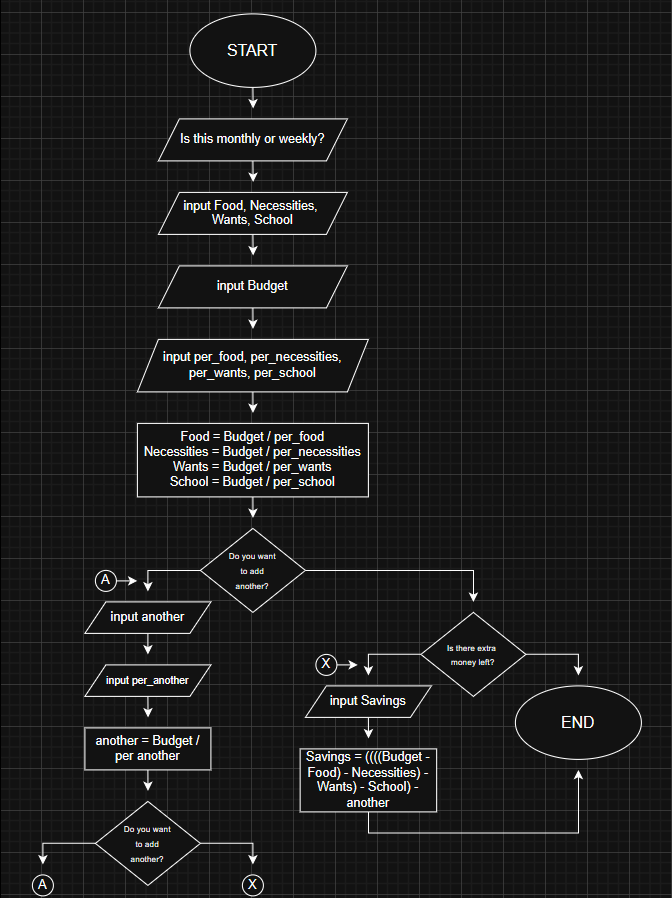 START
Is this monthly or weekly?
input Food, Necessities,
Wants, School
input Budget
input per_food, per_necessities,
per_wants, per_school
Food = Budget / per_food
Necessities = Budget / per_necessities
Wants = Budget / per_wants
School = Budget / per_school
Do you want
to add
another?
A
input another
input per_another
another = Budget /
per another
Do you want
to add
another?
A
X
Is there extra
money left?
X
input Savings
Savings = ((((Budget -
Food) - Necessities) -
Wants) - School) -
another
END